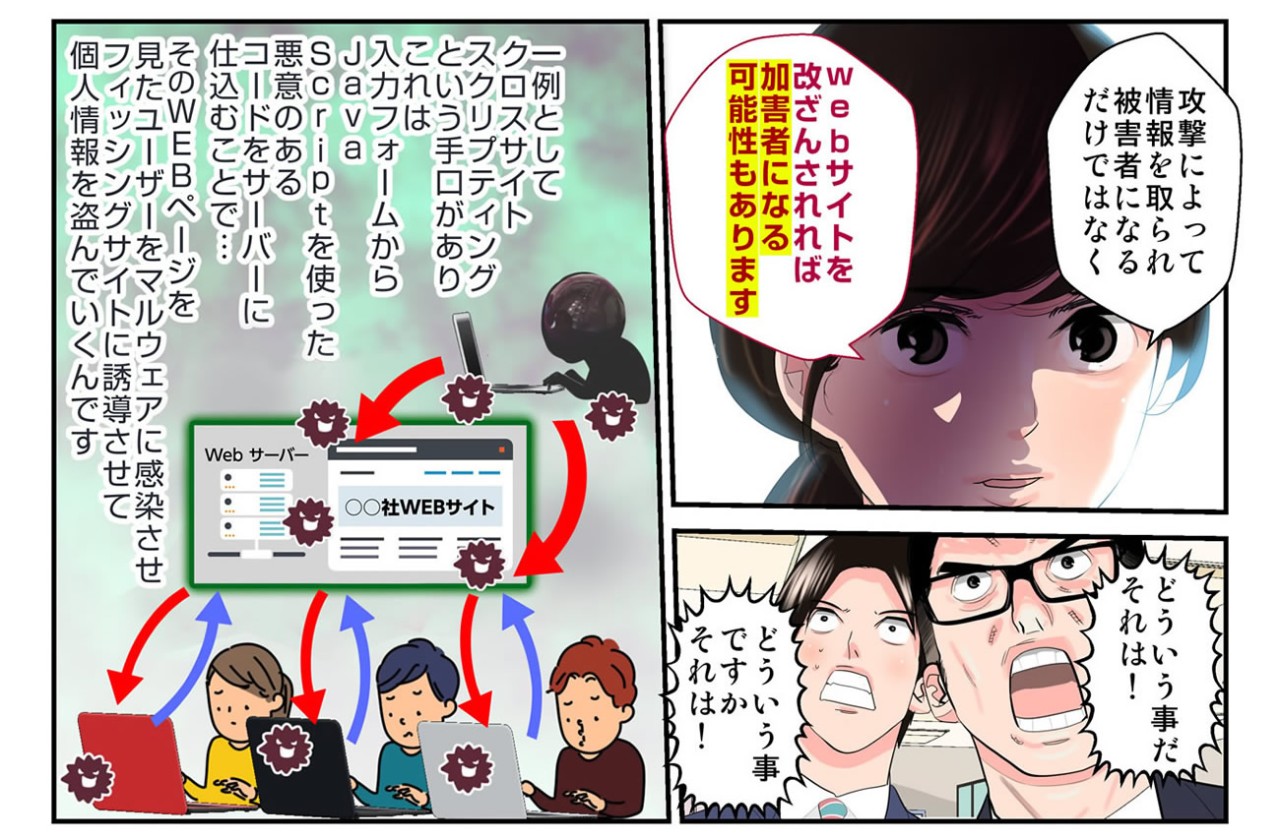 攻撃によって
情報を取られ
被害者になる
だけではなく
webサイトを
改ざんされれば
加害者になる
可能性もあります
どういう事だ
それは！
どういう事
ですか
それは！
一例として
クロスサイト
スクリプティング
という手口があり
これは
入力フォームから
Java
Scriptを使った
悪意のある
コードをサーバーに
仕込むことで…
そのWEBページを
見たユーザーをマルウェアに感染させ
フィッシングサイトに誘導させて
個人情報を盗んでいくんです
Web サーバー
○○社WEBサイト